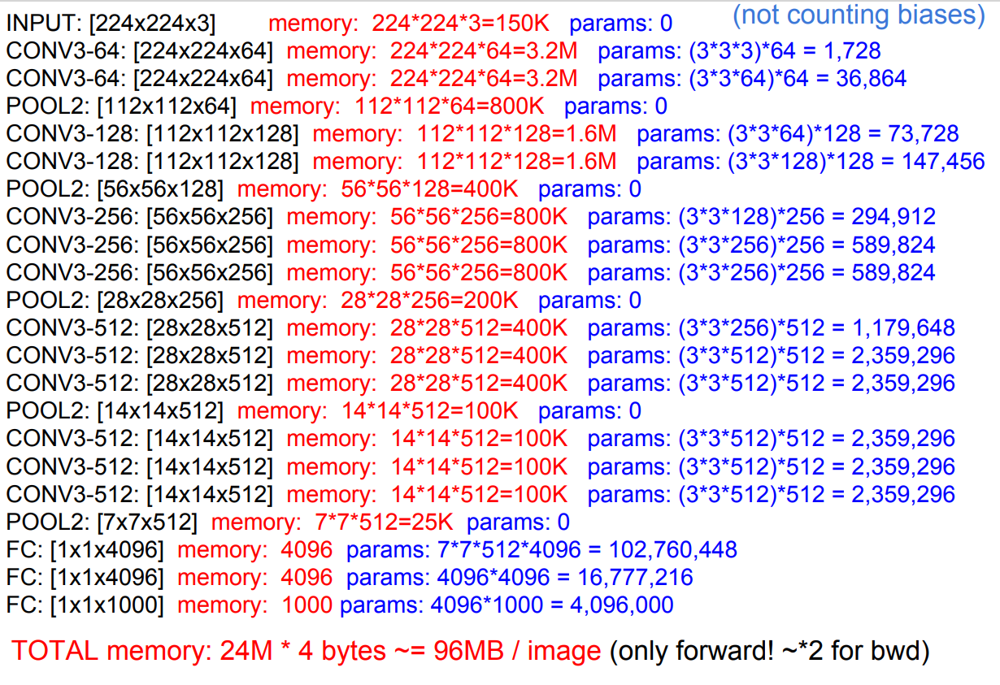 (not counting biases)
INPUT: [224x224x3] memory: 224*224*3=150K params: 0
CONV3-64: [224x224x64] memory: 224*224*64=3.2M params: (3*3*3)*64 = 1,728
CONV3-64: [224x224x64] memory: 224*224*64=3.2M params: (3*3*64)*64 = 36,864
POOL2: [112x112x64] memory: 112*112*64=800K params: 0
CONV3-128: [112x112x128] memory: 112*112*128=1.6M params: (3*3*64)*128 = 73,728
CONV3-128: [112x112x128] memory: 112*112*128=1.6M params: (3*3*128)*128 = 147,456
POOL2: [56x56x128] memory: 56*56*128=400K params: 0
CONV3-256: [56x56x256] memory: 56*56*256=800K params: (3*3*128)*256 = 294,912
CONV3-256: [56x56x256] memory: 56*56*256=800K params: (3*3*256)*256 = 589,824
CONV3-256: [56x56x256] memory: 56*56*256=800K params: (3*3*256)*256 = 589,824
POOL2: [28x28x256] memory: 28*28*256=200K params: 0
CONV3-512: [28x28x512] memory: 28*28*512=400K params: (3*3*256)*512 = 1,179,648
CONV3-512: [28x28x512] memory: 28*28*512=400K params: (3*3*512)*512 = 2,359,296
CONV3-512: [28x28x512] memory: 28*28*512=400K params: (3*3*512)*512 = 2,359,296
POOL2: [14x14x512] memory: 14*14*512=100K params: 0
CONV3-512: [14x14x512] memory: 14*14*512=100K params: (3*3*512)*512 = 2,359,296
CONV3-512: [14x14x512] memory: 14*14*512=100K params: (3*3*512)*512 = 2,359,296
CONV3-512: [14x14x512] memory: 14*14*512=100K params: (3*3*512)*512 = 2,359,296
POOL2: [7x7x512] memory: 7*7*512=25K params: 0
FC: [1x1x4096] memory: 4096 params: 7*7*512*4096 = 102,760,448
FC: [1x1x4096] memory: 4096 params: 4096*4096 = 16,777,216
FC: [1x1x1000] memory: 1000 params: 4096*1000 = 4,096,000
TOTAL memory: 24M * 4 bytes ~= 96MB / image (only forward! ~*2 for bwd)